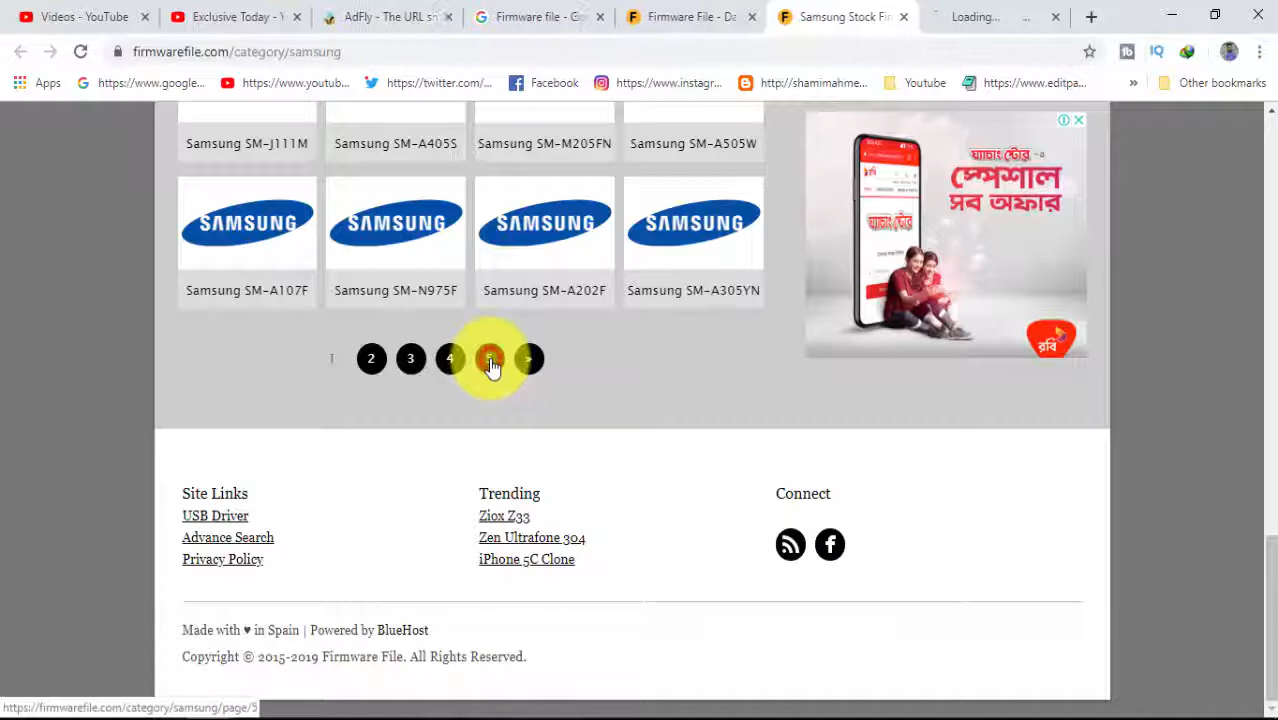 Videos - YouTube
Exclusive Today - Y
AdFly - The URL sh
Firmware file - Go
Firmware File - Da
Samsung Stock Fir
Loading...
firmwarefile.com/category/samsung
Apps
https://www.google...
https://www.youtub...
https://twitter.com/...
Facebook
https://www.instagr...
http://shamimahme...
Youtube
https://www.editpa...
»
Other bookmarks
Samsung SM-J111M
Samsung SM-A405S
Samsung SM-M205FN
Samsung SM-A505W
SAMSUNG
SAMSUNG
SAMSUNG
SAMSUNG
Samsung SM-A107F
Samsung SM-N975F
Samsung SM-A202F
Samsung SM-A305YN
1 2 3 4 5 »
য়্যাচাং ষ্টোর -এ
স্পেশাল
সব অফার
য়্যাচাং ষ্টোর
রবি
Site Links
USB Driver
Advance Search
Privacy Policy
Trending
Ziox Z33
Zen Ultrafone 304
iPhone 5C Clone
Connect
Made with ♥ in Spain | Powered by BlueHost
Copyright © 2015-2019 Firmware File. All Rights Reserved.
https://firmwarefile.com/category/samsung/page/5